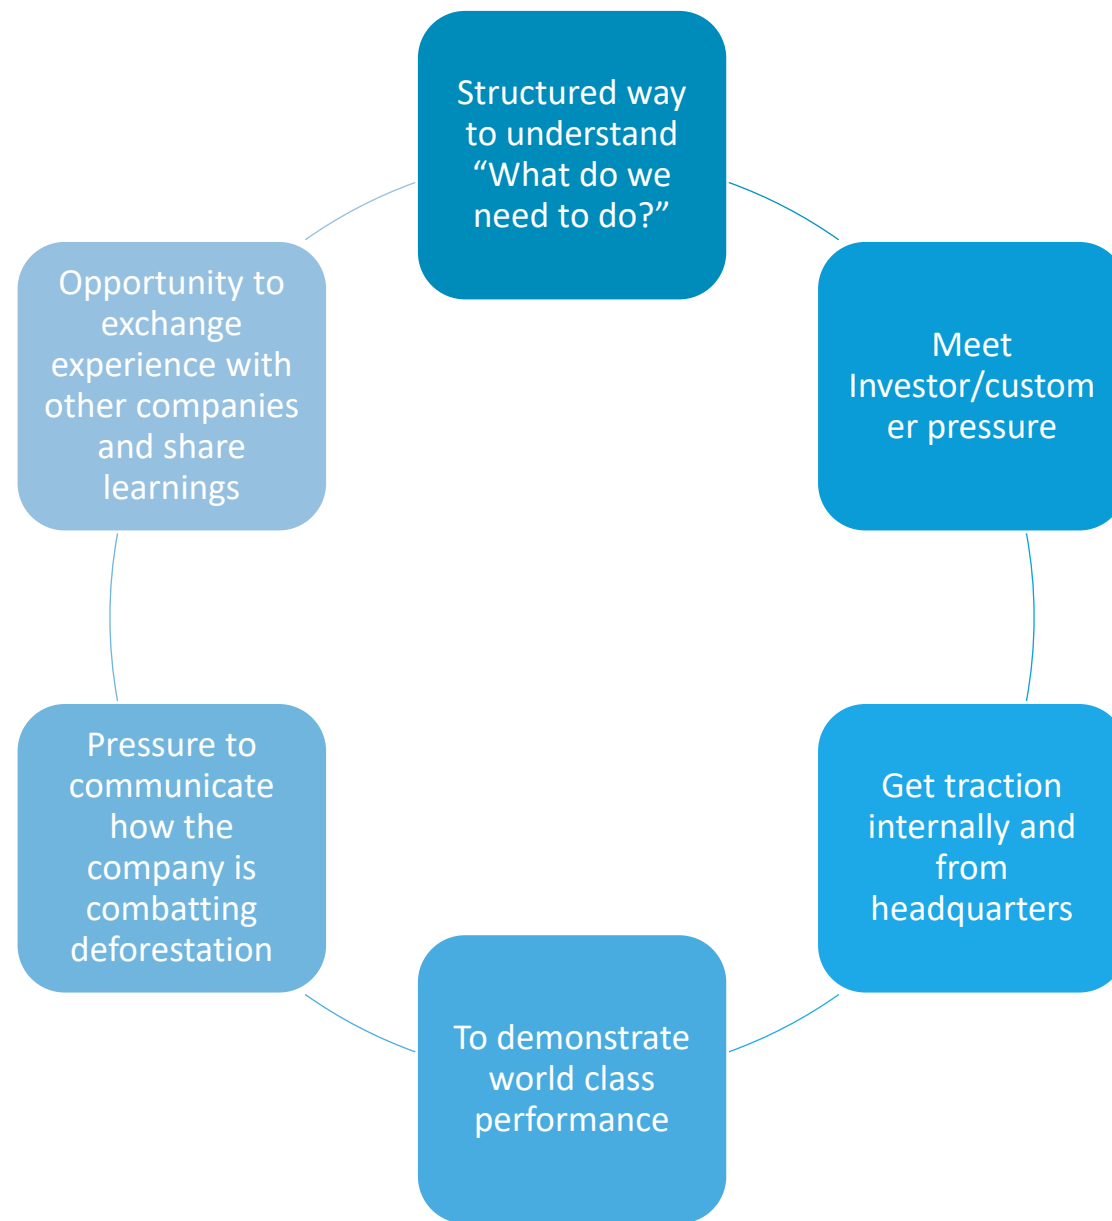 Structured way
to understand
“What do we
need to do?”
Meet
Investor/custom
er pressure
Get traction
internally and
from
headquarters
To demonstrate
world class
performance
Pressure to
communicate
how the
company is
combatting
deforestation
Opportunity to
exchange
experience with
other companies
and share
learnings